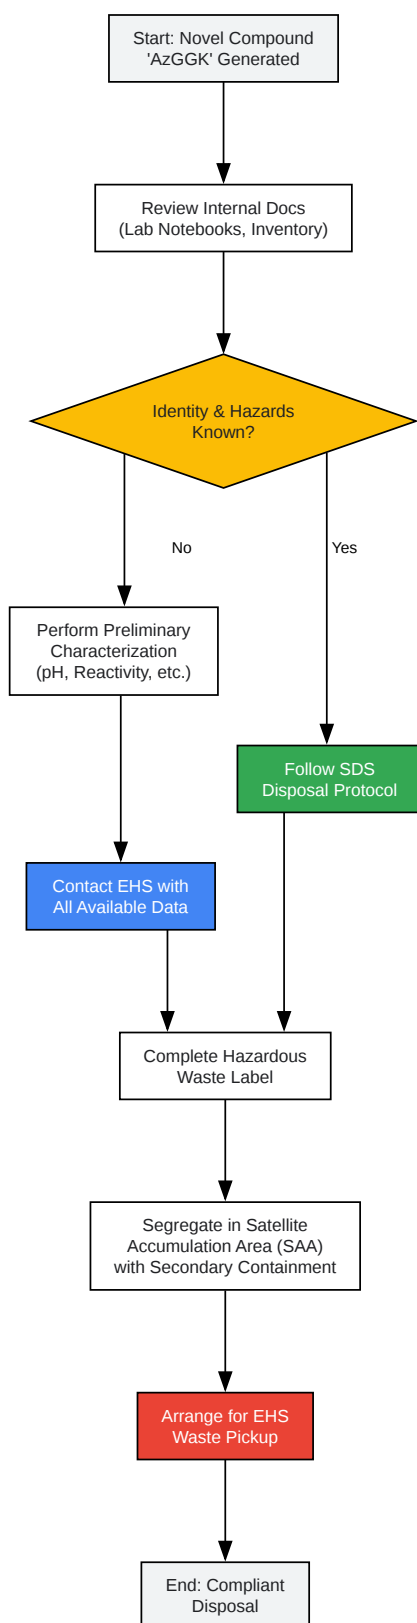 Start: Novel Compound
'AzGGK' Generated
Review Internal Docs
(Lab Notebooks, Inventory)
Identity & Hazards
Known?
No
Yes
Perform Preliminary
Characterization
(pH, Reactivity, etc.)
Follow SDS
Disposal Protocol
Contact EHS with
All Available Data
Complete Hazardous
Waste Label
Segregate in Satellite
Accumulation Area (SAA)
with Secondary Containment
Arrange for EHS
Waste Pickup
End: Compliant
Disposal